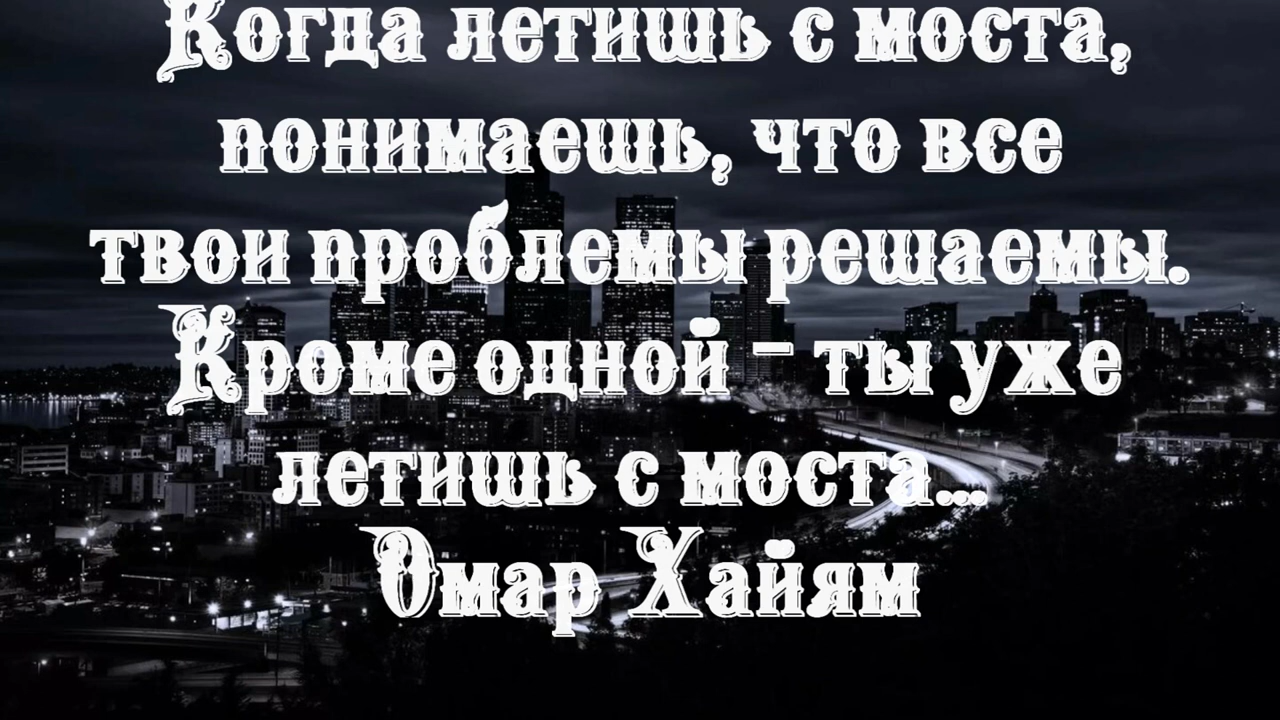 Когда летишь с моста,
понимаешь, что все
твои проблемы решаемы.
Кроме одной – ты уже
летишь с моста...
Омар Хайям